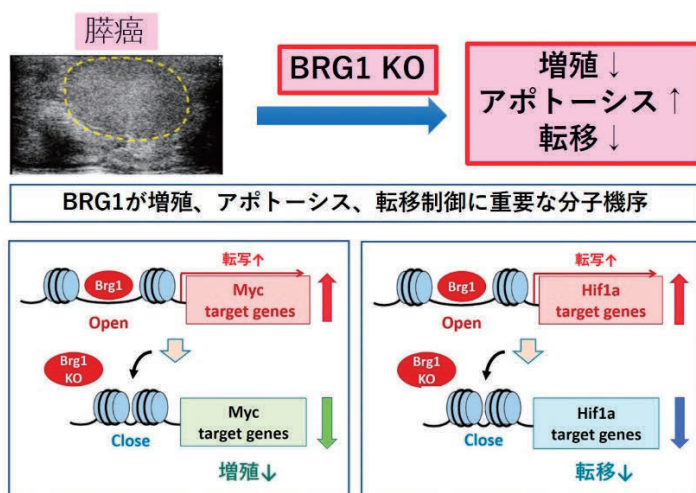 膵癌
BRG1 KO
増殖↓
アポトーシス↑
転移↓
BRG1が増殖、アポトーシス、転移制御に重要な分子機序
転写↑
Brg1
Myc
target genes
Open
Brg1
KO
Close
Myc
target genes
増殖↓
転写↑
Brg1
Hif1a
target genes
Open
Brg1
KO
Close
Hif1a
target genes
転移↓